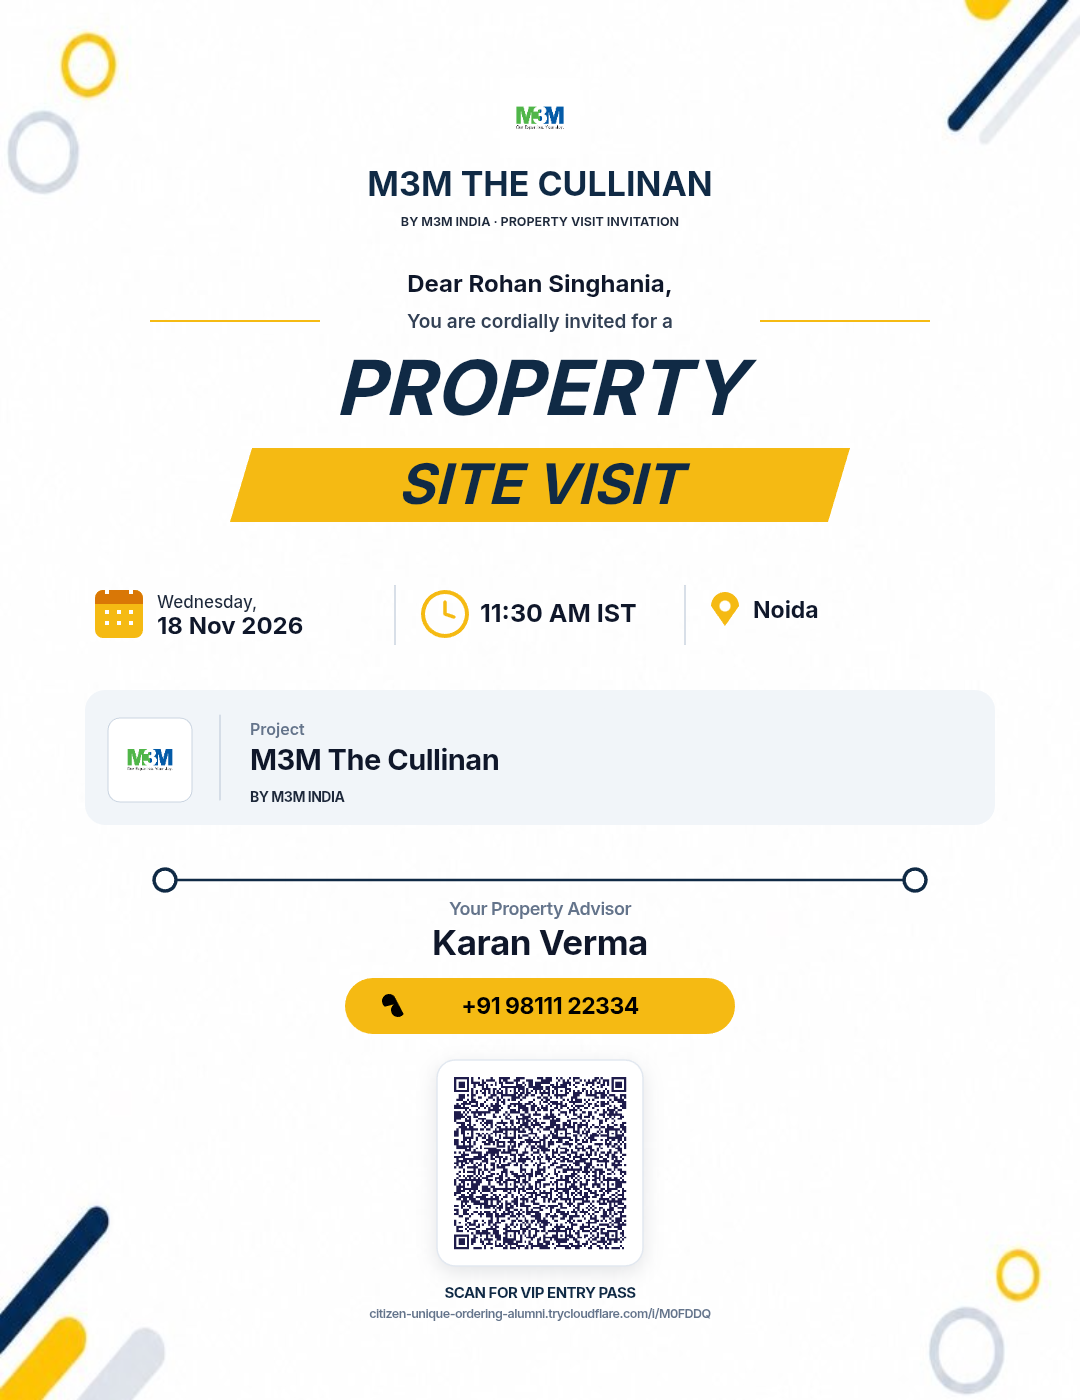 M3M
M3M THE CULLINAN
BY M3M INDIA · PROPERTY VISIT INVITATION
Dear Rohan Singhania,
You are cordially invited for a
PROPERTY
SITE VISIT
Wednesday,
18 Nov 2026
11:30 AM IST
Noida
M3M
Project
M3M The Cullinan
BY M3M INDIA
Your Property Advisor
Karan Verma
+91 98111 22334
SCAN FOR VIP ENTRY PASS
citizen-unique-ordering-alumni.trycloudflare.com/i/M0FDDQ